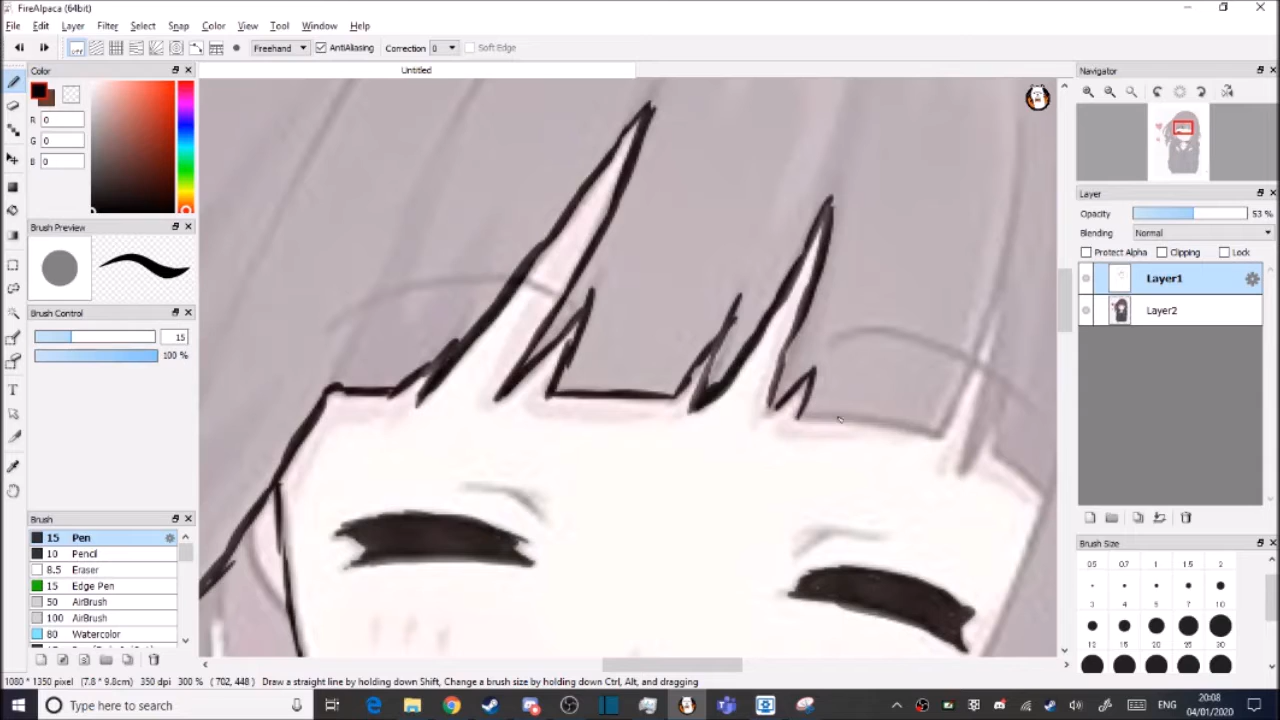 FireAlpaca (64bit)
File Edit Layer Filter Select Snap Color View Tool Window Help
OFF Freehand AntiAliasing Correction 0 Soft Edge
Color Untitled Navigator
R 0
G 0
B 0
Layer
Opacity 53 %
Blending Normal
Brush Preview
Protect Alpha Clipping Lock
Layer1
Layer2
Brush Control
15
100 %
Brush
15 Pen
10 Pencil
8.5 Eraser
15 Edge Pen
50 AirBrush
100 AirBrush
80 Watercolor
Brush Size
0.5 0.7 1 1.5 2
3 4 5 7 10
12 15 20 25 30
1080 * 1350 pixel (7.8 * 9.8cm) 350 dpi 300 % ( 702, 448 ) Draw a straight line by holding down Shift, Change a brush size by holding down Ctrl, Alt, and dragging
Type here to search
ENG
20:08
04/01/2020